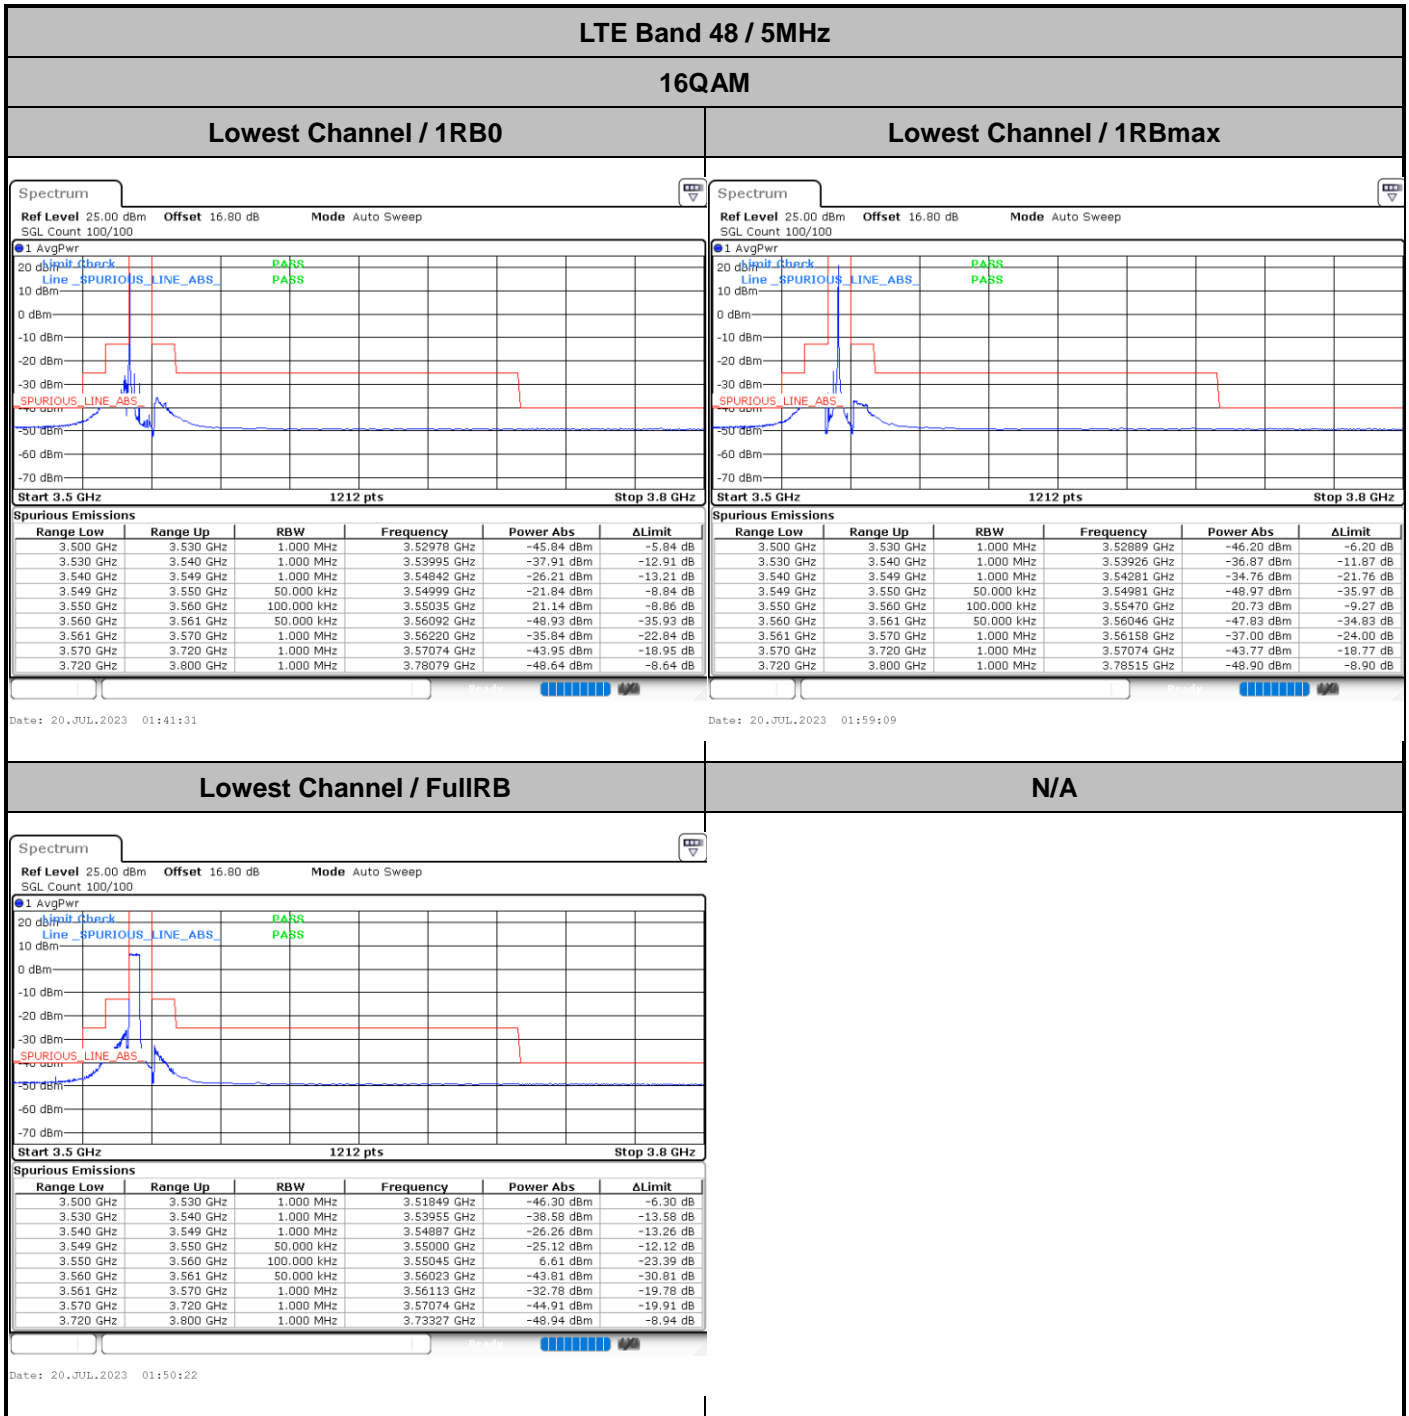 LTE Band 48 / 5MHz
16QAM
Lowest Channel / 1RB0
Lowest Channel / 1RBmax
Spectrum
Ref Level 25.00 dBm Offset 16.80 dB Mode Auto Sweep
SGL Count 100/100
1 AvgPwr
Limit Check PASS
Line _SPURIOUS_LINE_ABS_ PASS
20 dBm
10 dBm
0 dBm
-10 dBm
-20 dBm
-30 dBm
_SPURIOUS_LINE_ABS_
-40 dBm
-50 dBm
-60 dBm
-70 dBm
Start 3.5 GHz 1212 pts Stop 3.8 GHz
Spurious Emissions
Range Low Range Up RBW Frequency Power Abs ΔLimit
3.500 GHz 3.530 GHz 1.000 MHz 3.52978 GHz -45.84 dBm -5.84 dB
3.530 GHz 3.540 GHz 1.000 MHz 3.53995 GHz -37.91 dBm -12.91 dB
3.540 GHz 3.549 GHz 1.000 MHz 3.54842 GHz -26.21 dBm -13.21 dB
3.549 GHz 3.550 GHz 50.000 kHz 3.54999 GHz -21.84 dBm -8.84 dB
3.550 GHz 3.560 GHz 100.000 kHz 3.55035 GHz 21.14 dBm -8.86 dB
3.560 GHz 3.561 GHz 50.000 kHz 3.56092 GHz -48.93 dBm -35.93 dB
3.561 GHz 3.570 GHz 1.000 MHz 3.56220 GHz -35.84 dBm -22.84 dB
3.570 GHz 3.720 GHz 1.000 MHz 3.57074 GHz -43.95 dBm -18.95 dB
3.720 GHz 3.800 GHz 1.000 MHz 3.78079 GHz -48.64 dBm -8.64 dB
Ready
Date: 20.JUL.2023 01:41:31
Spectrum
Ref Level 25.00 dBm Offset 16.80 dB Mode Auto Sweep
SGL Count 100/100
1 AvgPwr
Limit Check PASS
Line _SPURIOUS_LINE_ABS_ PASS
20 dBm
10 dBm
0 dBm
-10 dBm
-20 dBm
-30 dBm
_SPURIOUS_LINE_ABS_
-40 dBm
-50 dBm
-60 dBm
-70 dBm
Start 3.5 GHz 1212 pts Stop 3.8 GHz
Spurious Emissions
Range Low Range Up RBW Frequency Power Abs ΔLimit
3.500 GHz 3.530 GHz 1.000 MHz 3.52889 GHz -46.20 dBm -6.20 dB
3.530 GHz 3.540 GHz 1.000 MHz 3.53926 GHz -36.87 dBm -11.87 dB
3.540 GHz 3.549 GHz 1.000 MHz 3.54281 GHz -34.76 dBm -21.76 dB
3.549 GHz 3.550 GHz 50.000 kHz 3.54981 GHz -48.97 dBm -35.97 dB
3.550 GHz 3.560 GHz 100.000 kHz 3.55470 GHz 20.73 dBm -9.27 dB
3.560 GHz 3.561 GHz 50.000 kHz 3.56046 GHz -47.83 dBm -34.83 dB
3.561 GHz 3.570 GHz 1.000 MHz 3.56158 GHz -37.00 dBm -24.00 dB
3.570 GHz 3.720 GHz 1.000 MHz 3.57074 GHz -43.77 dBm -18.77 dB
3.720 GHz 3.800 GHz 1.000 MHz 3.78515 GHz -48.90 dBm -8.90 dB
Ready
Date: 20.JUL.2023 01:59:09
Lowest Channel / FullRB
N/A
Spectrum
Ref Level 25.00 dBm Offset 16.80 dB Mode Auto Sweep
SGL Count 100/100
1 AvgPwr
Limit Check PASS
Line _SPURIOUS_LINE_ABS_ PASS
20 dBm
10 dBm
0 dBm
-10 dBm
-20 dBm
-30 dBm
_SPURIOUS_LINE_ABS_
-40 dBm
-50 dBm
-60 dBm
-70 dBm
Start 3.5 GHz 1212 pts Stop 3.8 GHz
Spurious Emissions
Range Low Range Up RBW Frequency Power Abs ΔLimit
3.500 GHz 3.530 GHz 1.000 MHz 3.51849 GHz -46.30 dBm -6.30 dB
3.530 GHz 3.540 GHz 1.000 MHz 3.53955 GHz -38.58 dBm -13.58 dB
3.540 GHz 3.549 GHz 1.000 MHz 3.54887 GHz -26.26 dBm -13.26 dB
3.549 GHz 3.550 GHz 50.000 kHz 3.55000 GHz -25.12 dBm -12.12 dB
3.550 GHz 3.560 GHz 100.000 kHz 3.55045 GHz 6.61 dBm -23.39 dB
3.560 GHz 3.561 GHz 50.000 kHz 3.56023 GHz -43.81 dBm -30.81 dB
3.561 GHz 3.570 GHz 1.000 MHz 3.56113 GHz -32.78 dBm -19.78 dB
3.570 GHz 3.720 GHz 1.000 MHz 3.57074 GHz -44.91 dBm -19.91 dB
3.720 GHz 3.800 GHz 1.000 MHz 3.73327 GHz -48.94 dBm -8.94 dB
Ready
Date: 20.JUL.2023 01:50:22